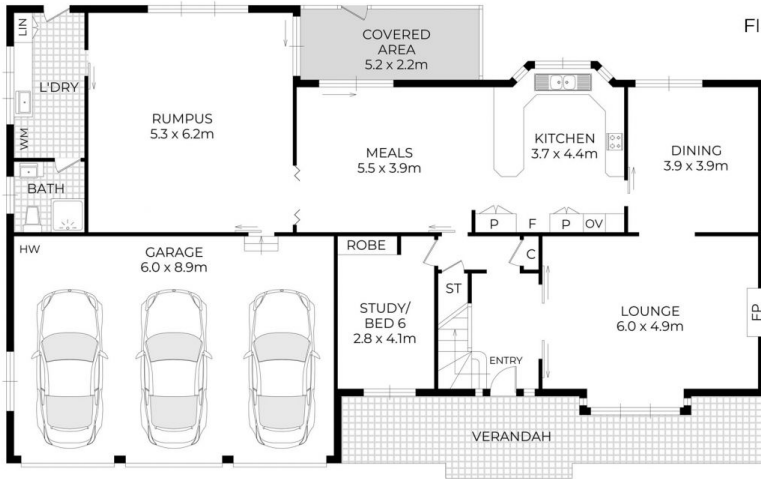 LIN
L'DRY
WM
BATH
RUMPUS
5.3 x 6.2m
COVERED
AREA
5.2 x 2.2m
FI
MEALS
5.5 x 3.9m
KITCHEN
3.7 x 4.4m
DINING
3.9 x 3.9m
P
F
P
OV
HW
GARAGE
6.0 x 8.9m
ROBE
STUDY/
BED 6
2.8 x 4.1m
ST
C
ENTRY
LOUNGE
6.0 x 4.9m
FP
VERANDAH